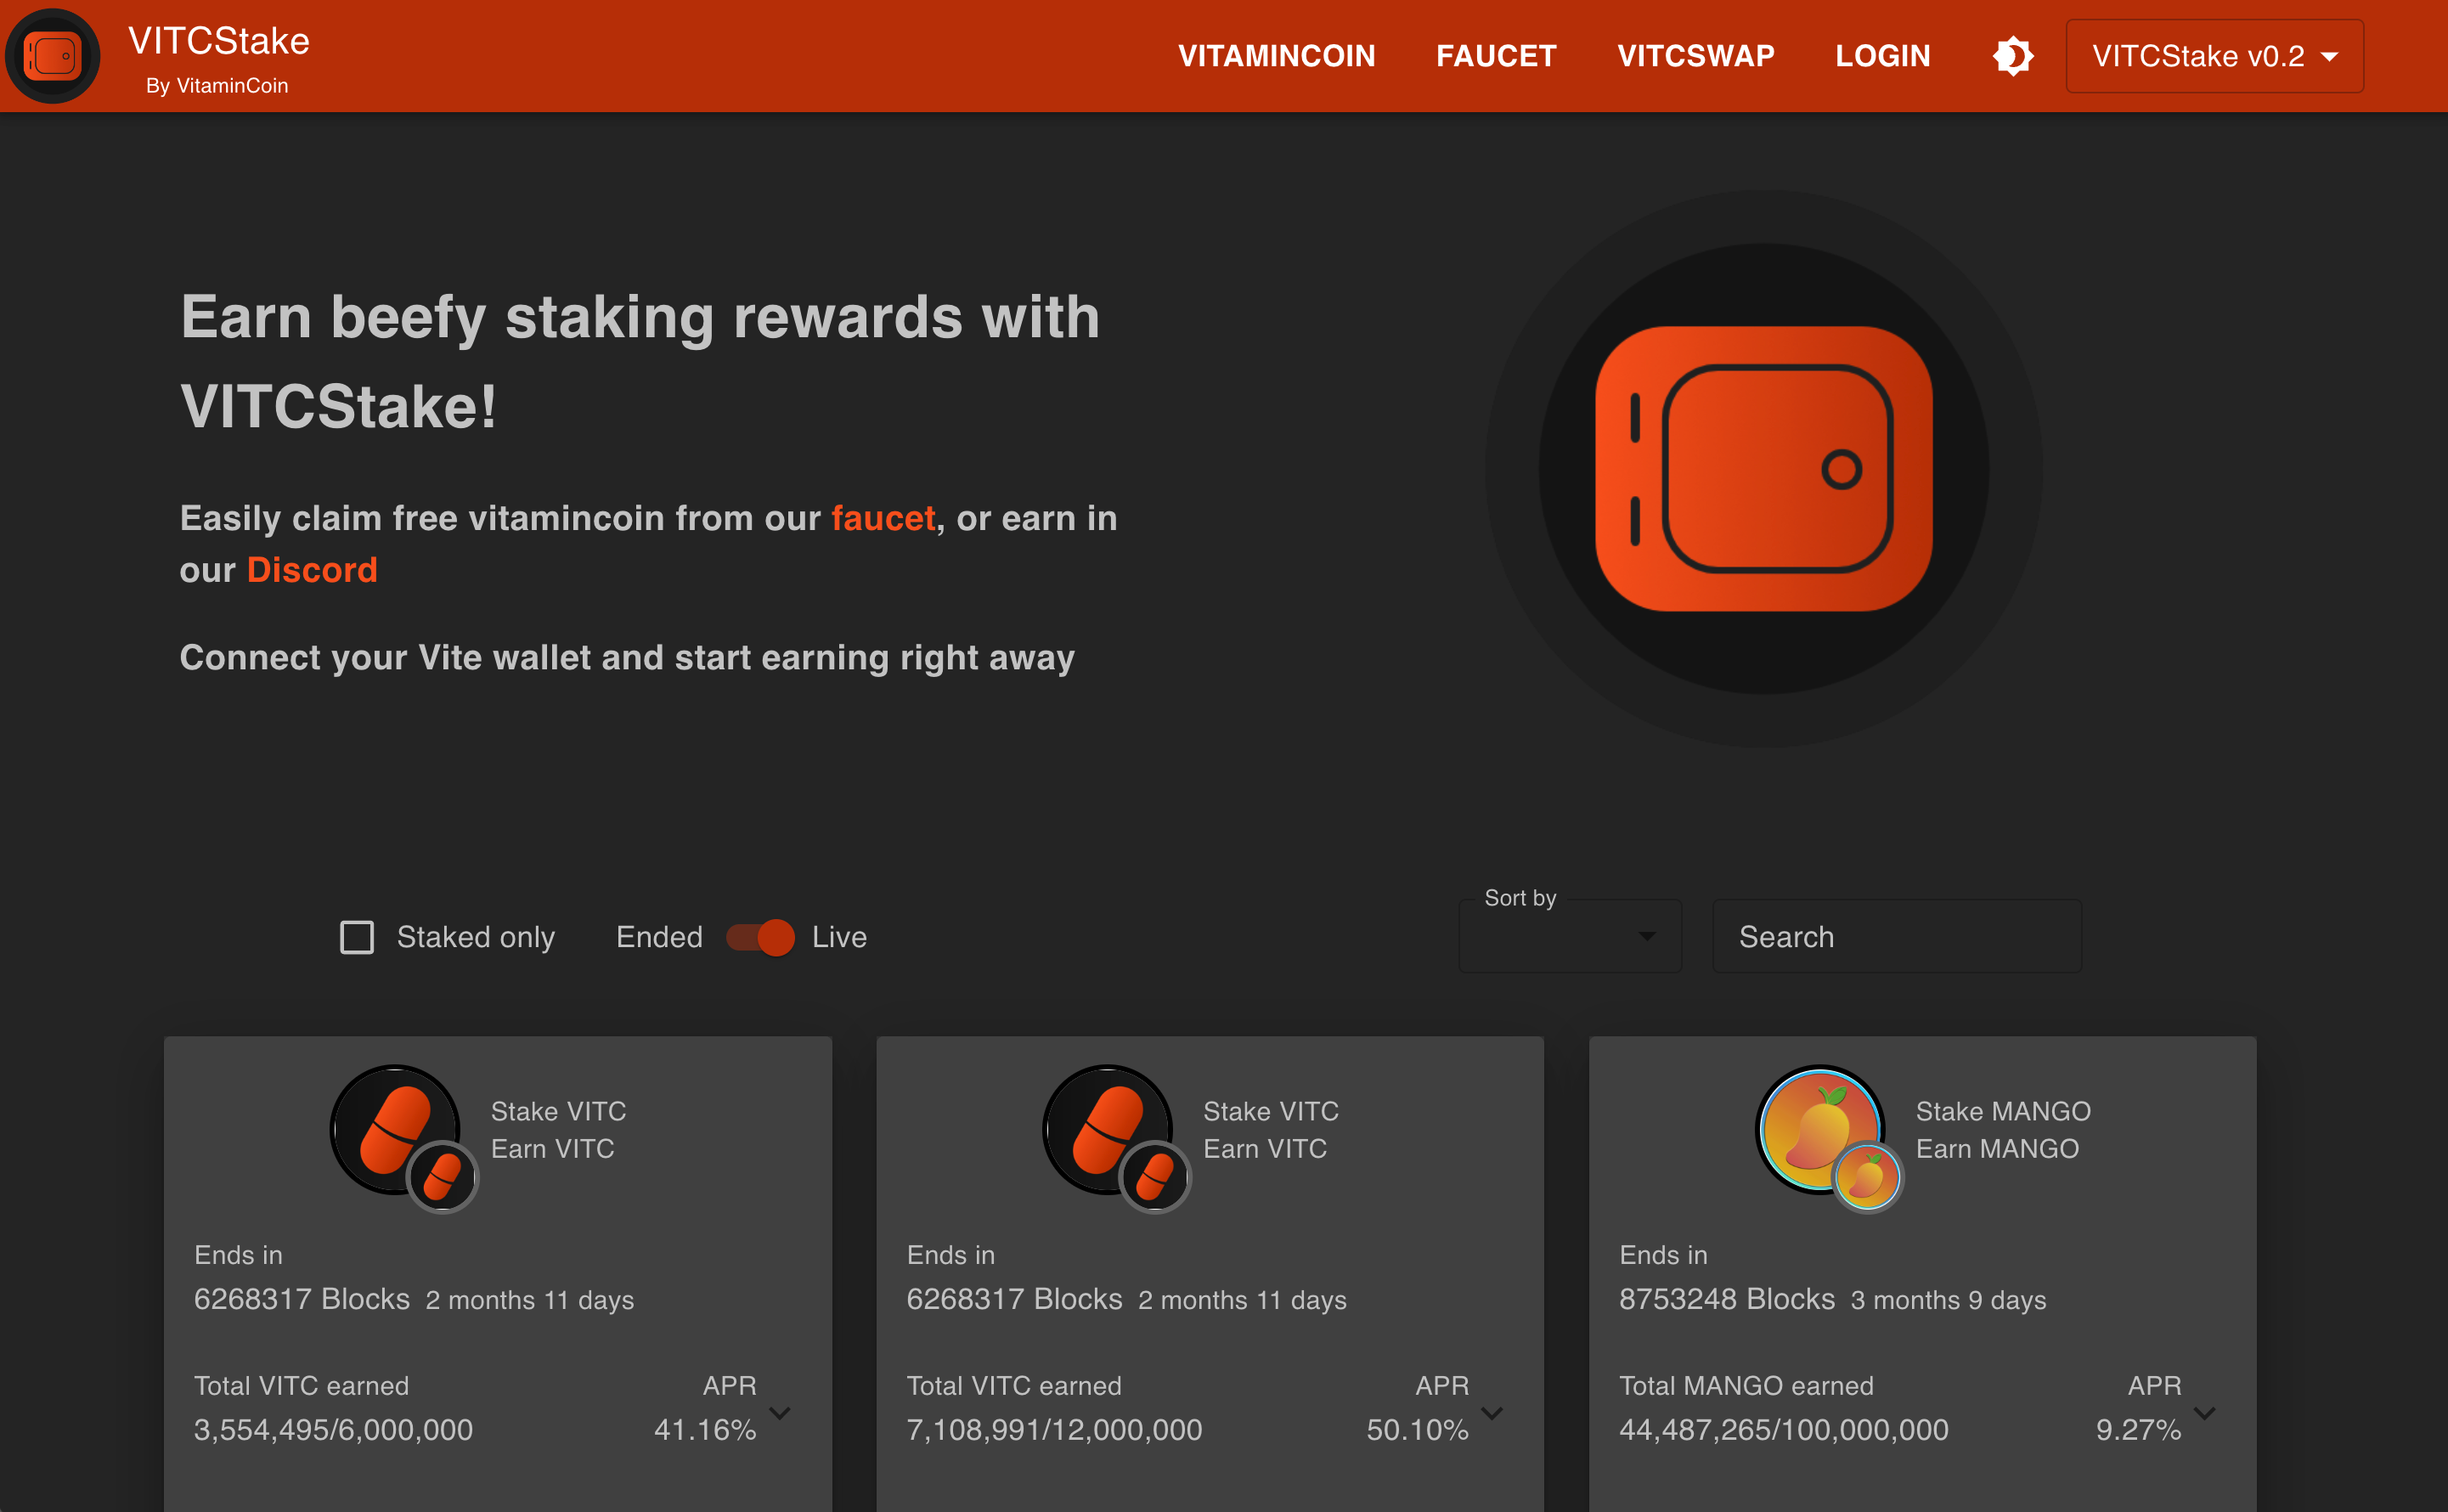 VITCStake
By VitaminCoin
VITAMINCOIN
FAUCET
VITCSWAP
LOGIN
VITCStake v0.2
Earn beefy staking rewards with
VITCStake!
Easily claim free vitamincoin from our faucet, or earn in
our Discord
Connect your Vite wallet and start earning right away
Staked only
Ended
Live
Sort by
Search
Stake VITC
Earn VITC
Ends in
6268317 Blocks 2 months 11 days
Total VITC earned
APR
3,554,495/6,000,000
41.16%
Stake VITC
Earn VITC
Ends in
6268317 Blocks 2 months 11 days
Total VITC earned
APR
7,108,991/12,000,000
50.10%
Stake MANGO
Earn MANGO
Ends in
8753248 Blocks 3 months 9 days
Total MANGO earned
APR
44,487,265/100,000,000
9.27%